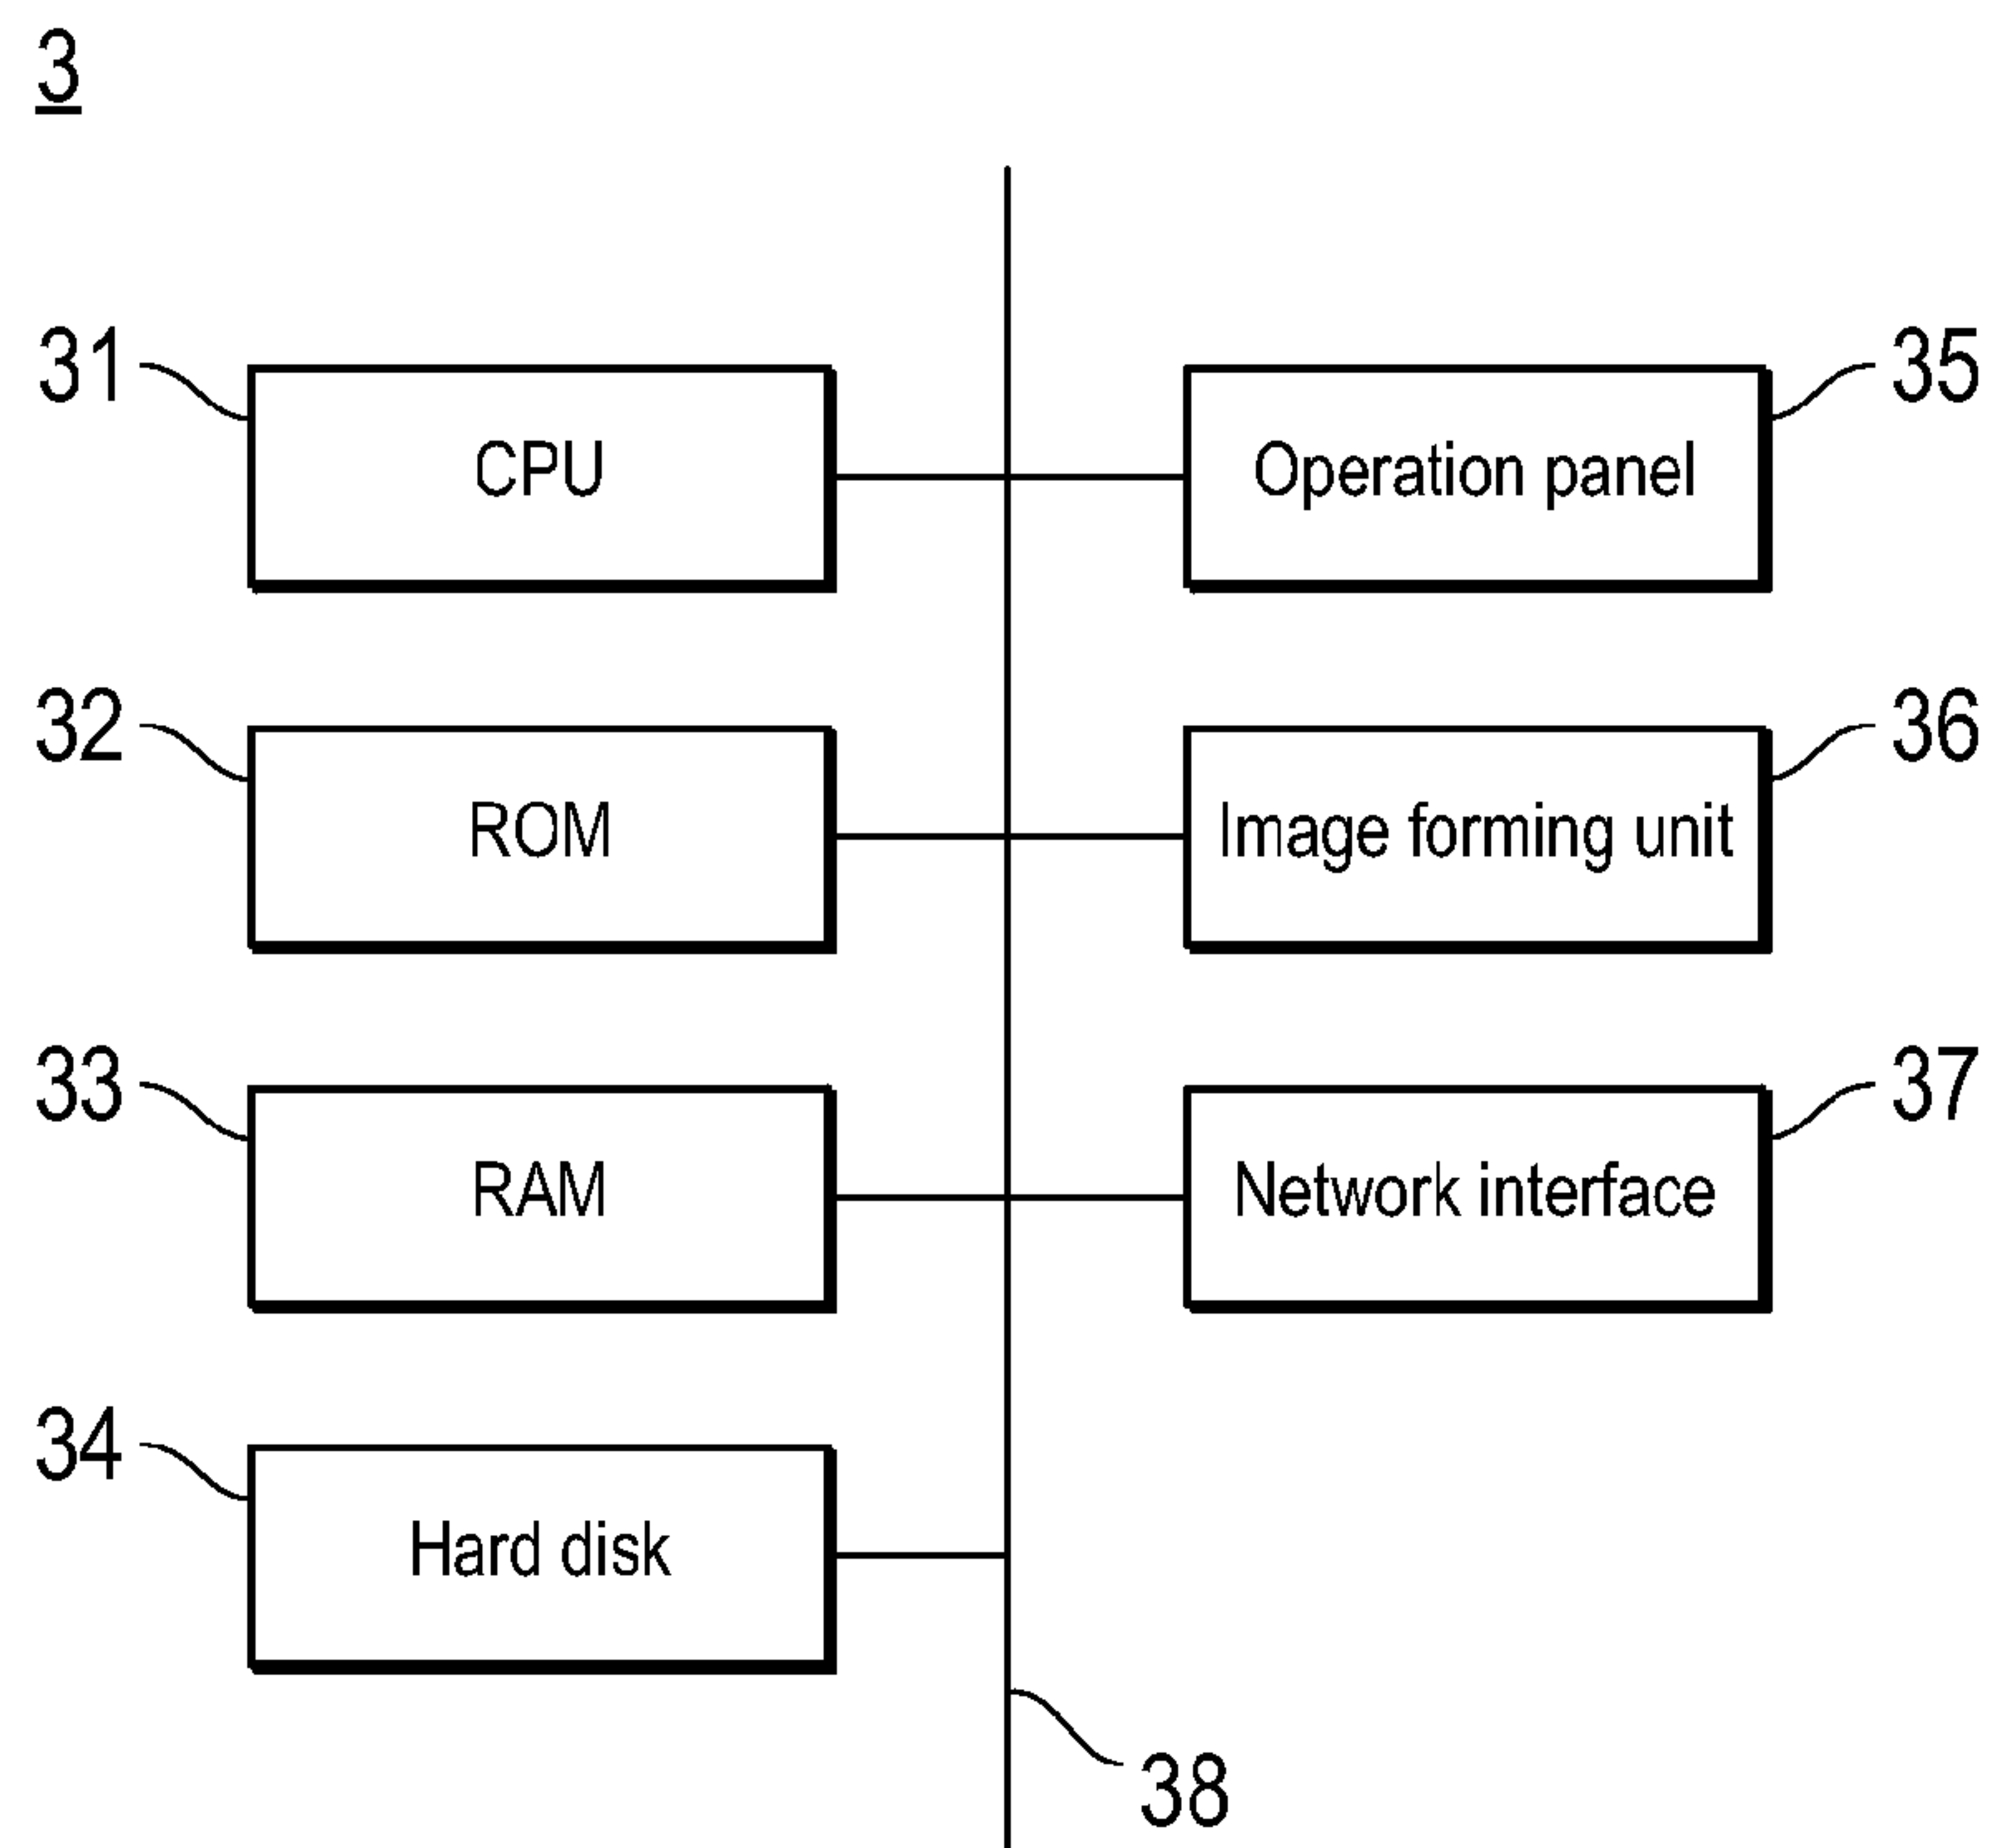 3
31
CPU
Operation panel
35
32
ROM
Image forming unit
36
33
RAM
Network interface
37
34
Hard disk
38